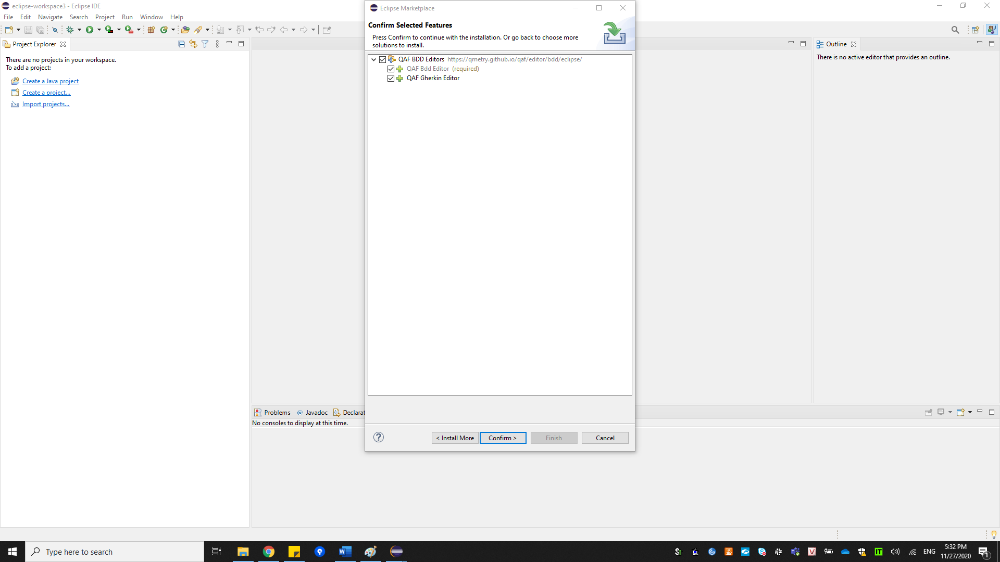 eclipse-workspace3 - Eclipse IDE
File Edit Navigate Search Project Run Window Help
Project Explorer
There are no projects in your workspace.
To add a project:
Create a Java project
Create a project...
Import projects...
Eclipse Marketplace
Confirm Selected Features
Press Confirm to continue with the installation. Or go back to choose more
solutions to install.
QAF BDD Editors https://qmetry.github.io/qaf/editor/bdd/eclipse/
QAF Bdd Editor (required)
QAF Gherkin Editor
< Install More Confirm > Finish Cancel
Outline
There is no active editor that provides an outline.
Problems @ Javadoc Declarat
No consoles to display at this time.
Type here to search
ENG
5:32 PM
11/27/2020
1